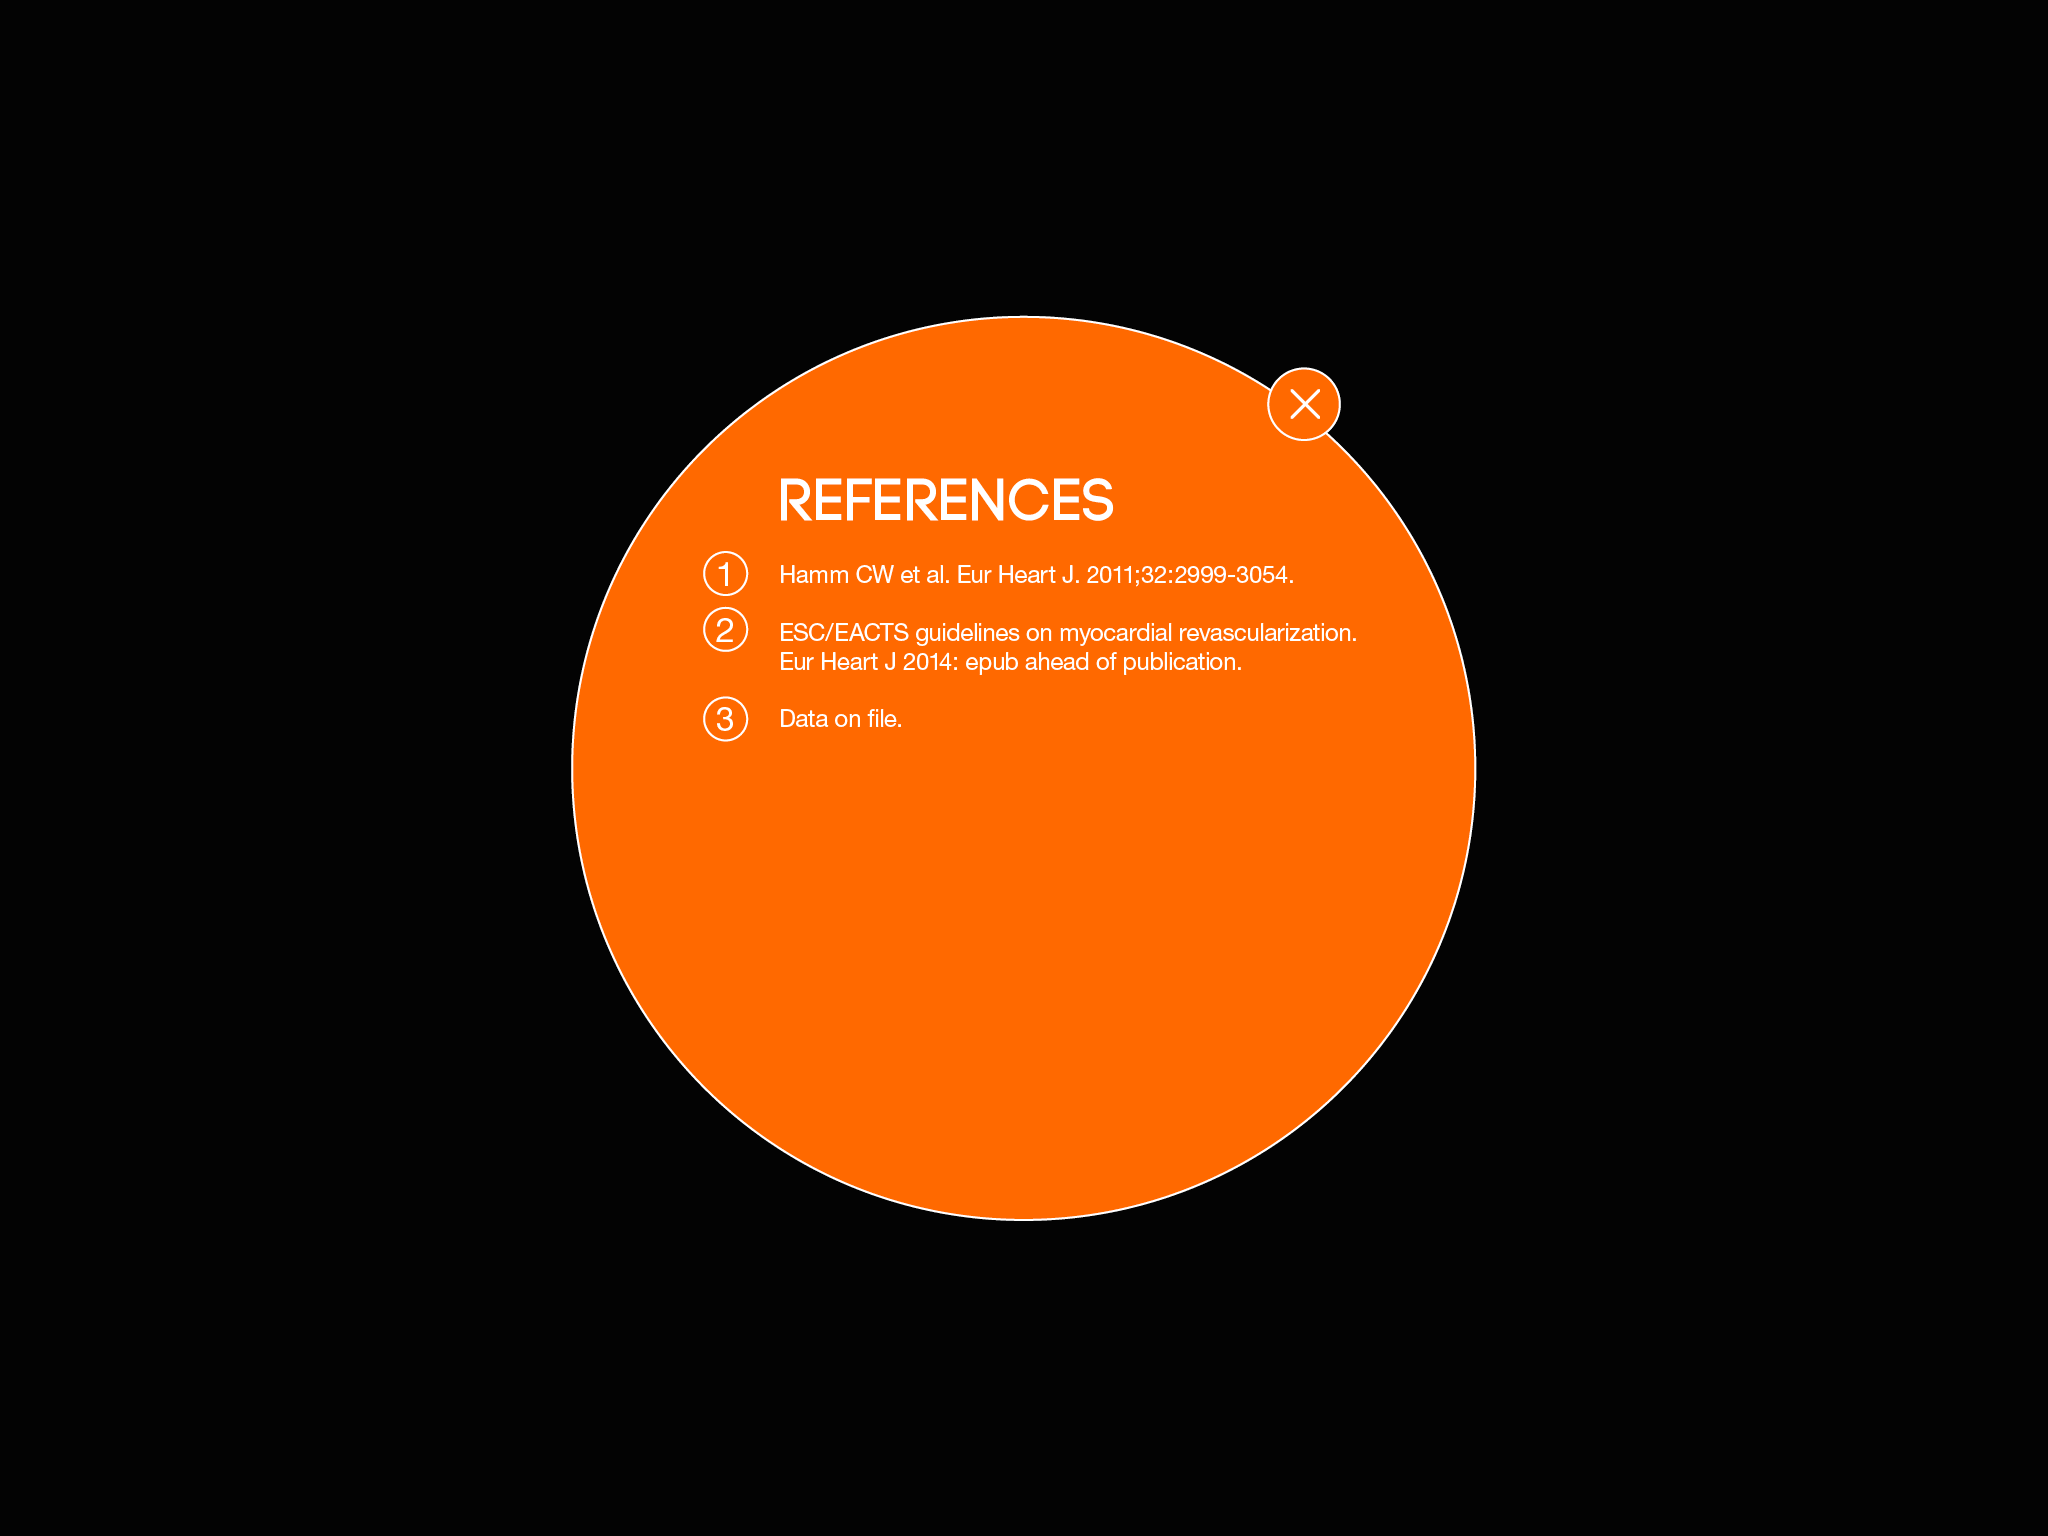 REFERENCES
1 Hamm CW et al. Eur Heart J. 2011;32:2999-3054.
2 ESC/EACTS guidelines on myocardial revascularization.
Eur Heart J 2014: epub ahead of publication.
3 Data on file.